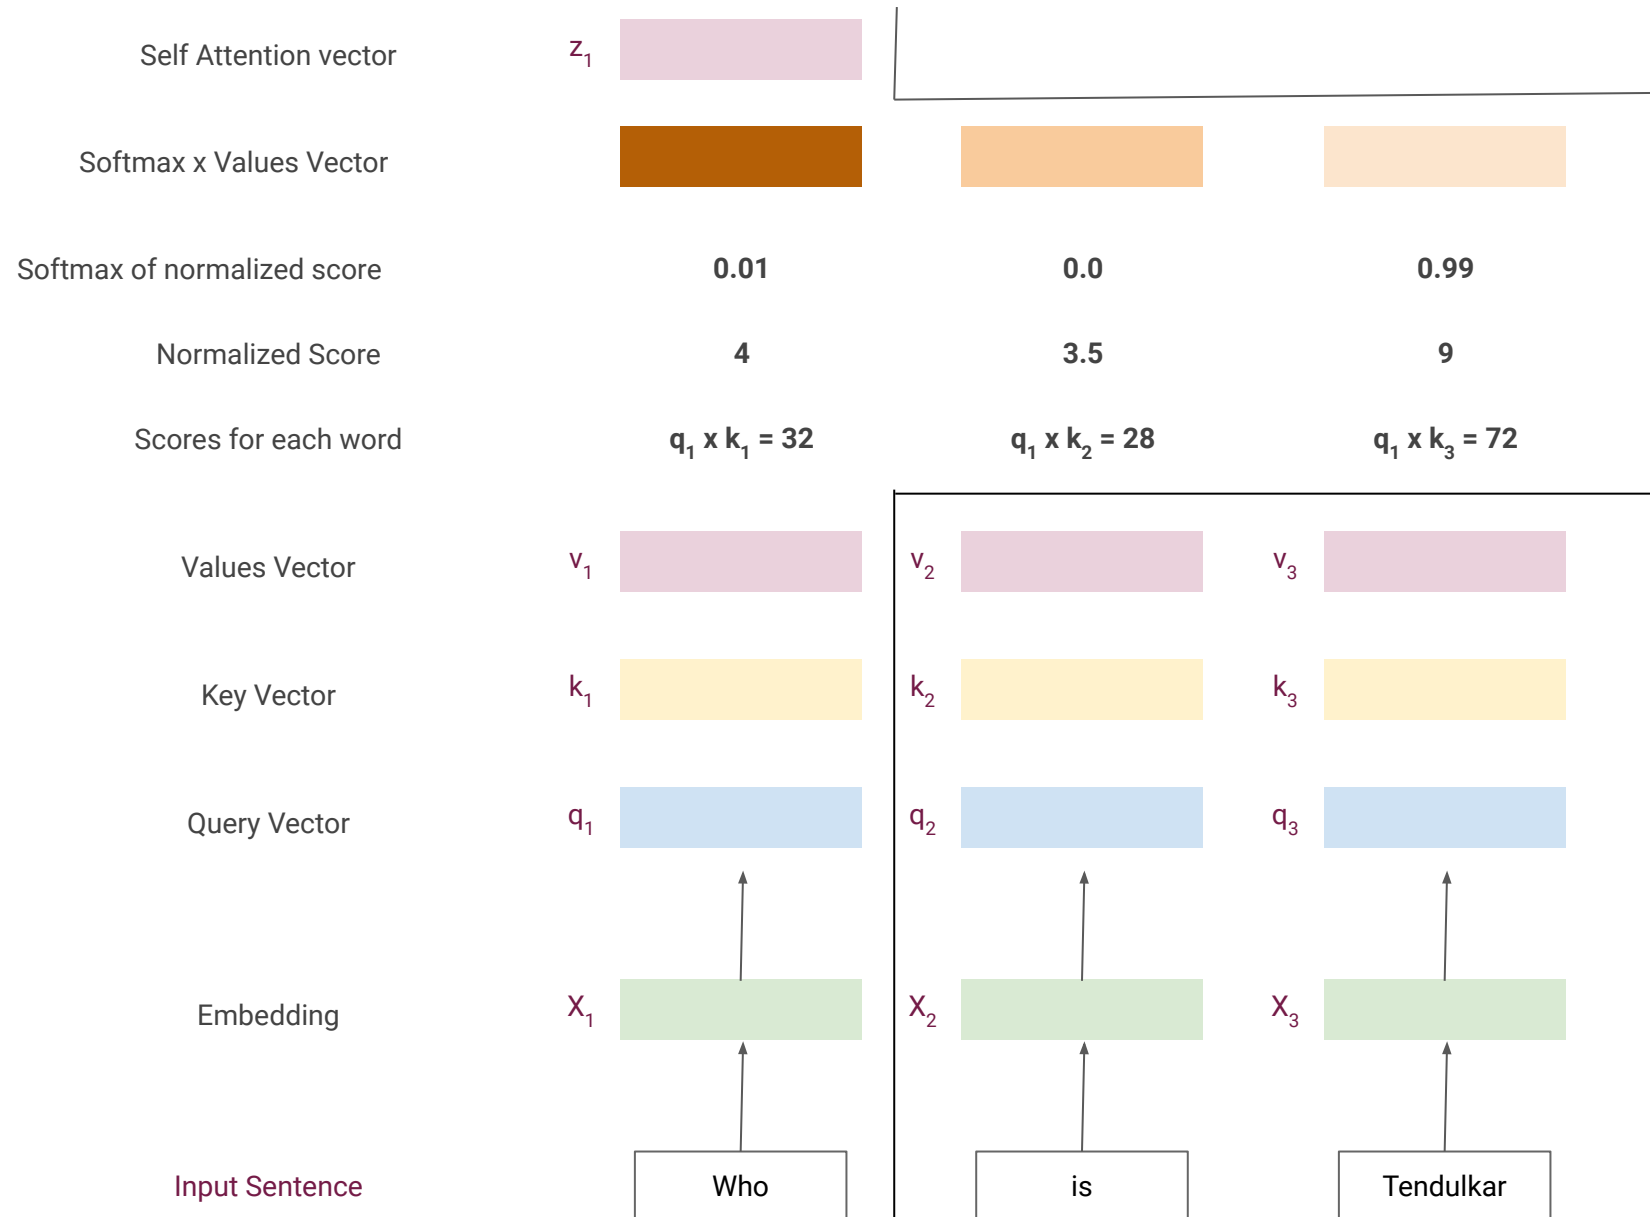 Self Attention vector z₁
Softmax x Values Vector
Softmax of normalized score 0.01 0.0 0.99
Normalized Score 4 3.5 9
Scores for each word q₁ x k₁ = 32 q₁ x k₂ = 28 q₁ x k₃ = 72
Values Vector v₁ v₂ v₃
Key Vector k₁ k₂ k₃
Query Vector q₁ q₂ q₃
Embedding X₁ X₂ X₃
Input Sentence Who is Tendulkar